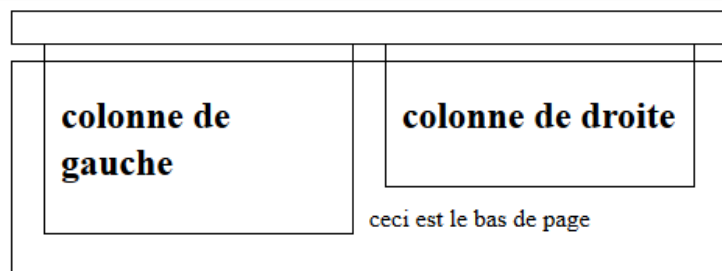 colonne de
gauche
colonne de droite
ceci est le bas de page